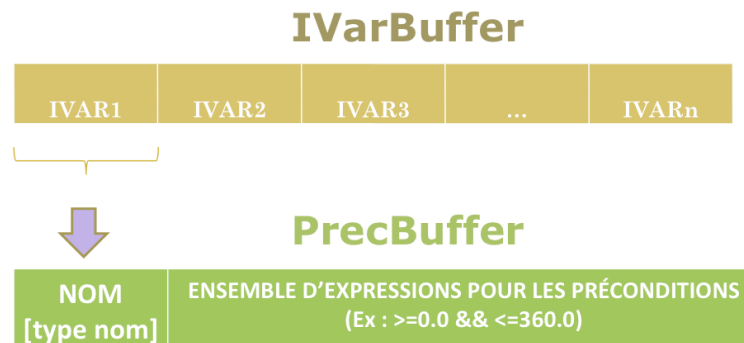 IVarBuffer
IVAR1 IVAR2 IVAR3 ... IVARn
PrecBuffer
NOM
[type nom]
ENSEMBLE D’EXPRESSIONS POUR LES PRÉCONDITIONS
(Ex : >=0.0 && <=360.0)